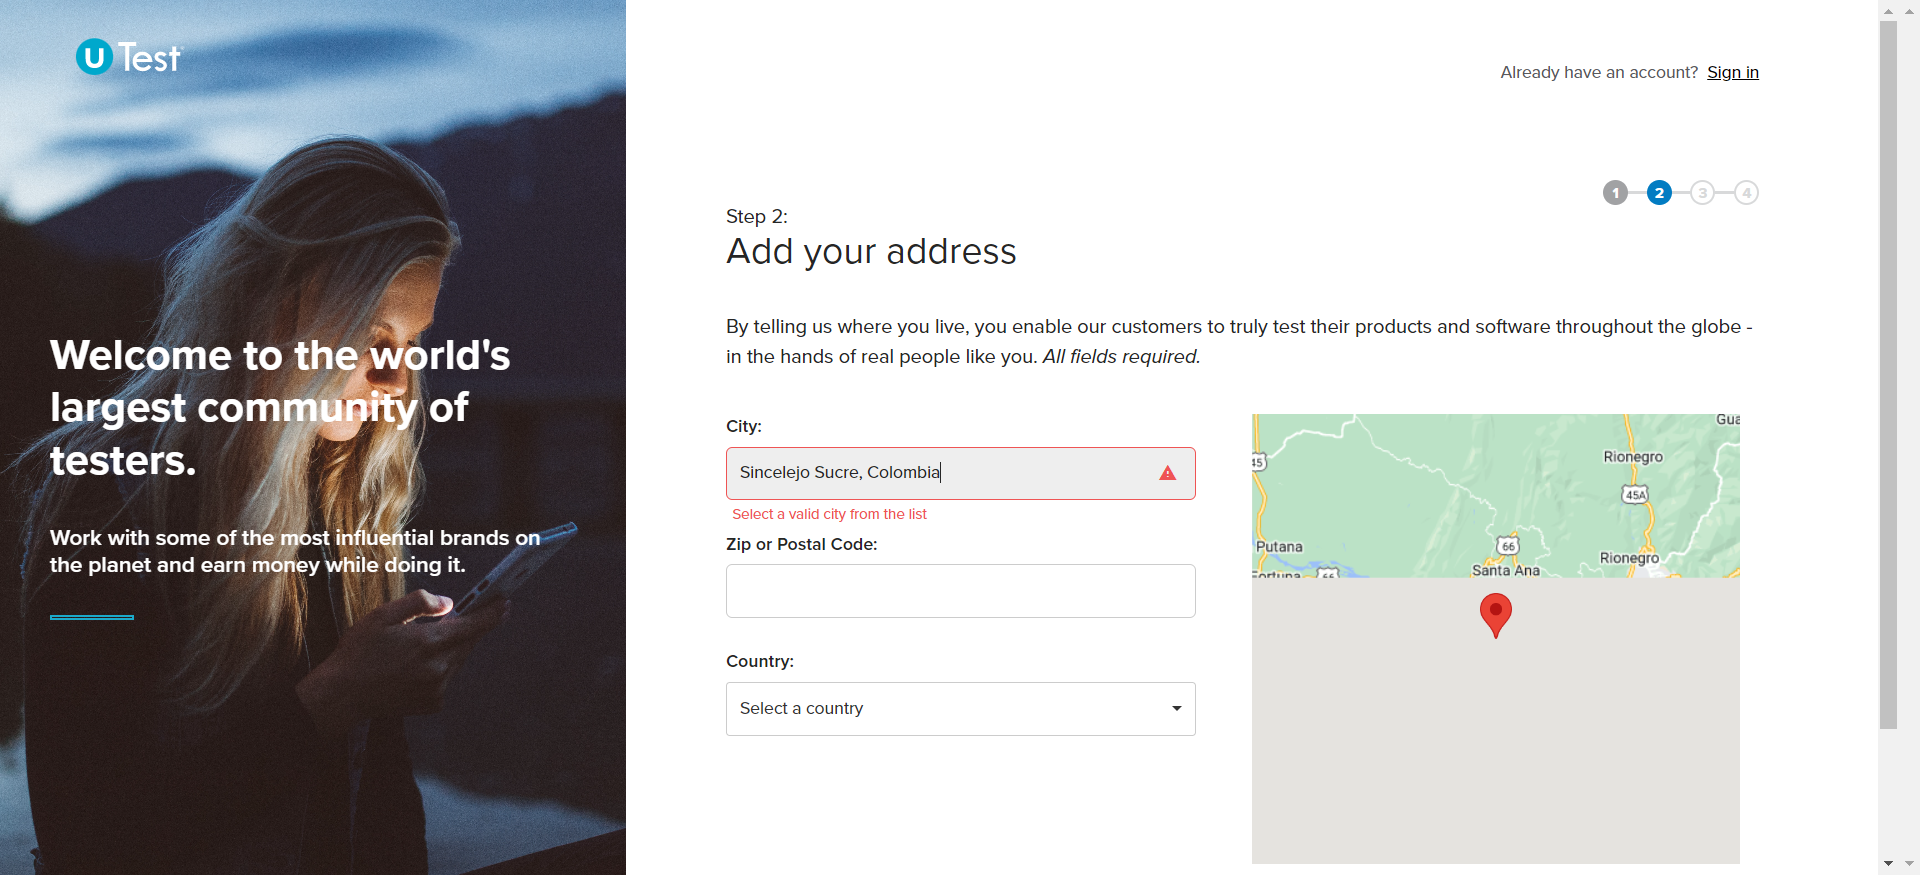 U Test
Welcome to the world's
largest community of
testers.
Work with some of the most influential brands on
the planet and earn money while doing it.
Already have an account? Sign in
1 2 3 4
Step 2:
Add your address
By telling us where you live, you enable our customers to truly test their products and software throughout the globe -
in the hands of real people like you. All fields required.
City:
Sincelejo Sucre, Colombia
Select a valid city from the list
Zip or Postal Code:
Country:
Select a country
Gua
Rionegro
45
45A
66
Putana
Rionegro
Santa Ana
Fortuna
66